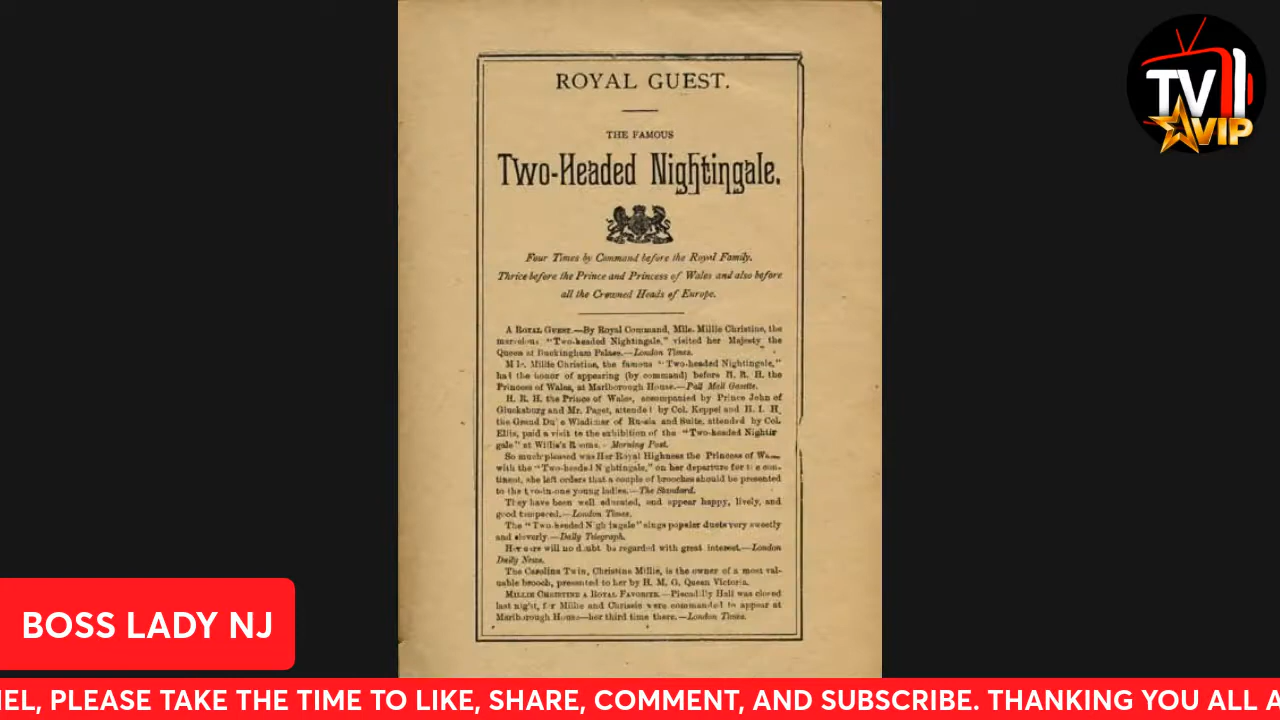 ROYAL GUEST.
THE FAMOUS
Two-Headed Nightingale.
Four Times by Command before the Royal Family.
Thrice before the Prince and Princess of Wales and also before
all the Crowned Heads of Europe.
A ROYAL GUEST.—By Royal Command, Mlle. Millie Christine, the
"Two-headed Nightingale," visited her Majesty the
Queen at Buckingham Palace.—London Times.
Millie Christine, the famous "Two-headed Nightingale,"
had the honor of appearing (by command) before H. R. H. the
Princess of Wales, at Marlborough House.—Pall Mall Gazette.
H. R. H. the Prince of Wales, accompanied by Prince John of
Glucksburg and Mr. Paget, attended by Col. Keppel and H. I. H.
the Grand Wladimar of Russia and Suite, attended by Col.
Ellis, paid a visit to the exhibition of the "Two-headed
gale" at Willis's Rooms.—Morning Post.
So much pleased was Her Royal Highness the Princess of
with the "Two-headed Nightingale," on her departure for the con-
tinent, she left orders that a couple of brooches should be presented
to the two-in-one young ladies.—The Standard.
They have been well educated, and appear happy, lively, and
good tempered.—London Times.
The "Two-headed Nightingale" sings popular duets very sweetly
and cleverly.—Daily Telegraph.
will no doubt be regarded with great interest.—London
Daily News.
The Carolina Twin, Christine Millie, is the owner of a most val-
uable brooch, presented to her by H. M. G. Queen Victoria.
MILLIE CHRISTINE A ROYAL FAVORITE.—Piccadilly Hall was closed
last night, for Millie and Chrissie were commanded to appear at
Marlborough House—her third time there.—London Times.
TV11
VIP
BOSS LADY NJ
NEL, PLEASE TAKE THE TIME TO LIKE, SHARE, COMMENT, AND SUBSCRIBE. THANKING YOU ALL A